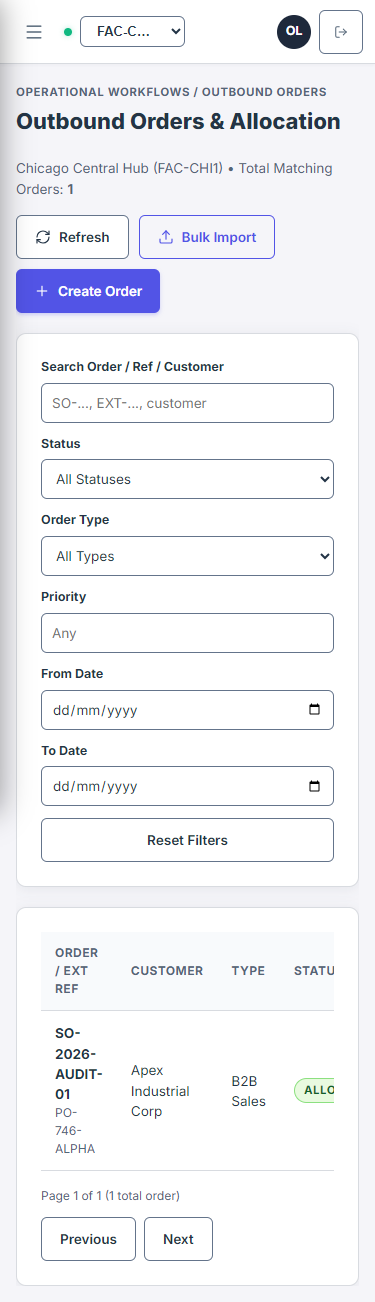 FAC-C...
OL
OPERATIONAL WORKFLOWS / OUTBOUND ORDERS
Outbound Orders & Allocation
Chicago Central Hub (FAC-CHI1) • Total Matching
Orders: 1
Refresh
Bulk Import
Create Order
Search Order / Ref / Customer
SO-..., EXT-..., customer
Status
All Statuses
Order Type
All Types
Priority
Any
From Date
dd/mm/yyyy
To Date
dd/mm/yyyy
Reset Filters
ORDER
/ EXT
REF
CUSTOMER
TYPE
STATU
SO-
2026-
AUDIT-
01
PO-
746-
ALPHA
Apex
Industrial
Corp
B2B
Sales
ALLO
Page 1 of 1 (1 total order)
Previous
Next